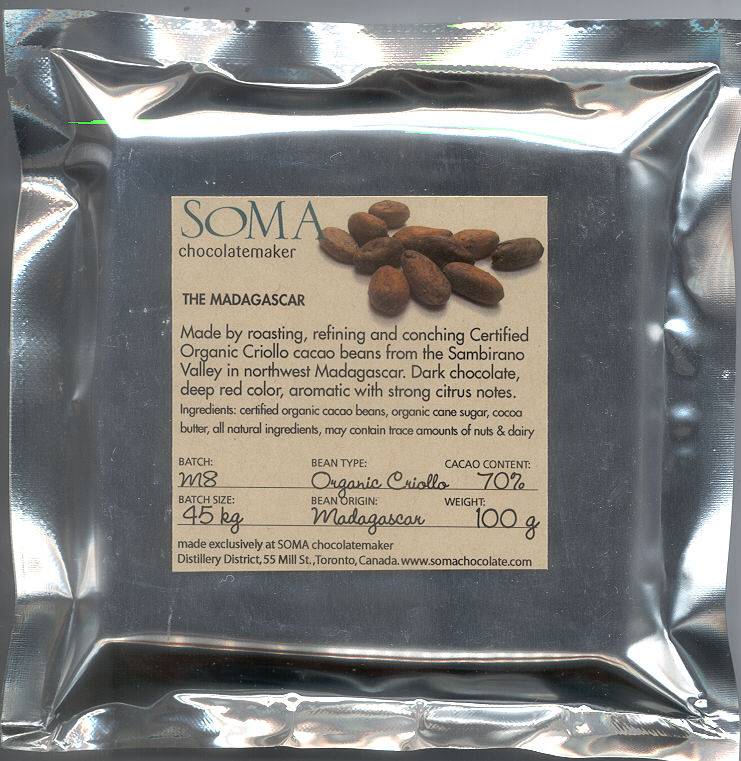 SOMA
chocolatemaker
THE MADAGASCAR
Made by roasting, refining and conching Certified
Organic Criollo cacao beans from the Sambirano
Valley in northwest Madagascar. Dark chocolate,
deep red color, aromatic with strong citrus notes.
Ingredients: certified organic cacao beans, organic cane sugar, cocoa
butter, all natural ingredients, may contain trace amounts of nuts & dairy
BATCH: BEAN TYPE: CACAO CONTENT:
m8 Organic Criollo 70%
BATCH SIZE: BEAN ORIGIN: WEIGHT:
45 kg Madagascar 100 g
made exclusively at SOMA chocolatemaker
Distillery District, 55 Mill St., Toronto, Canada. www.somachocolate.com